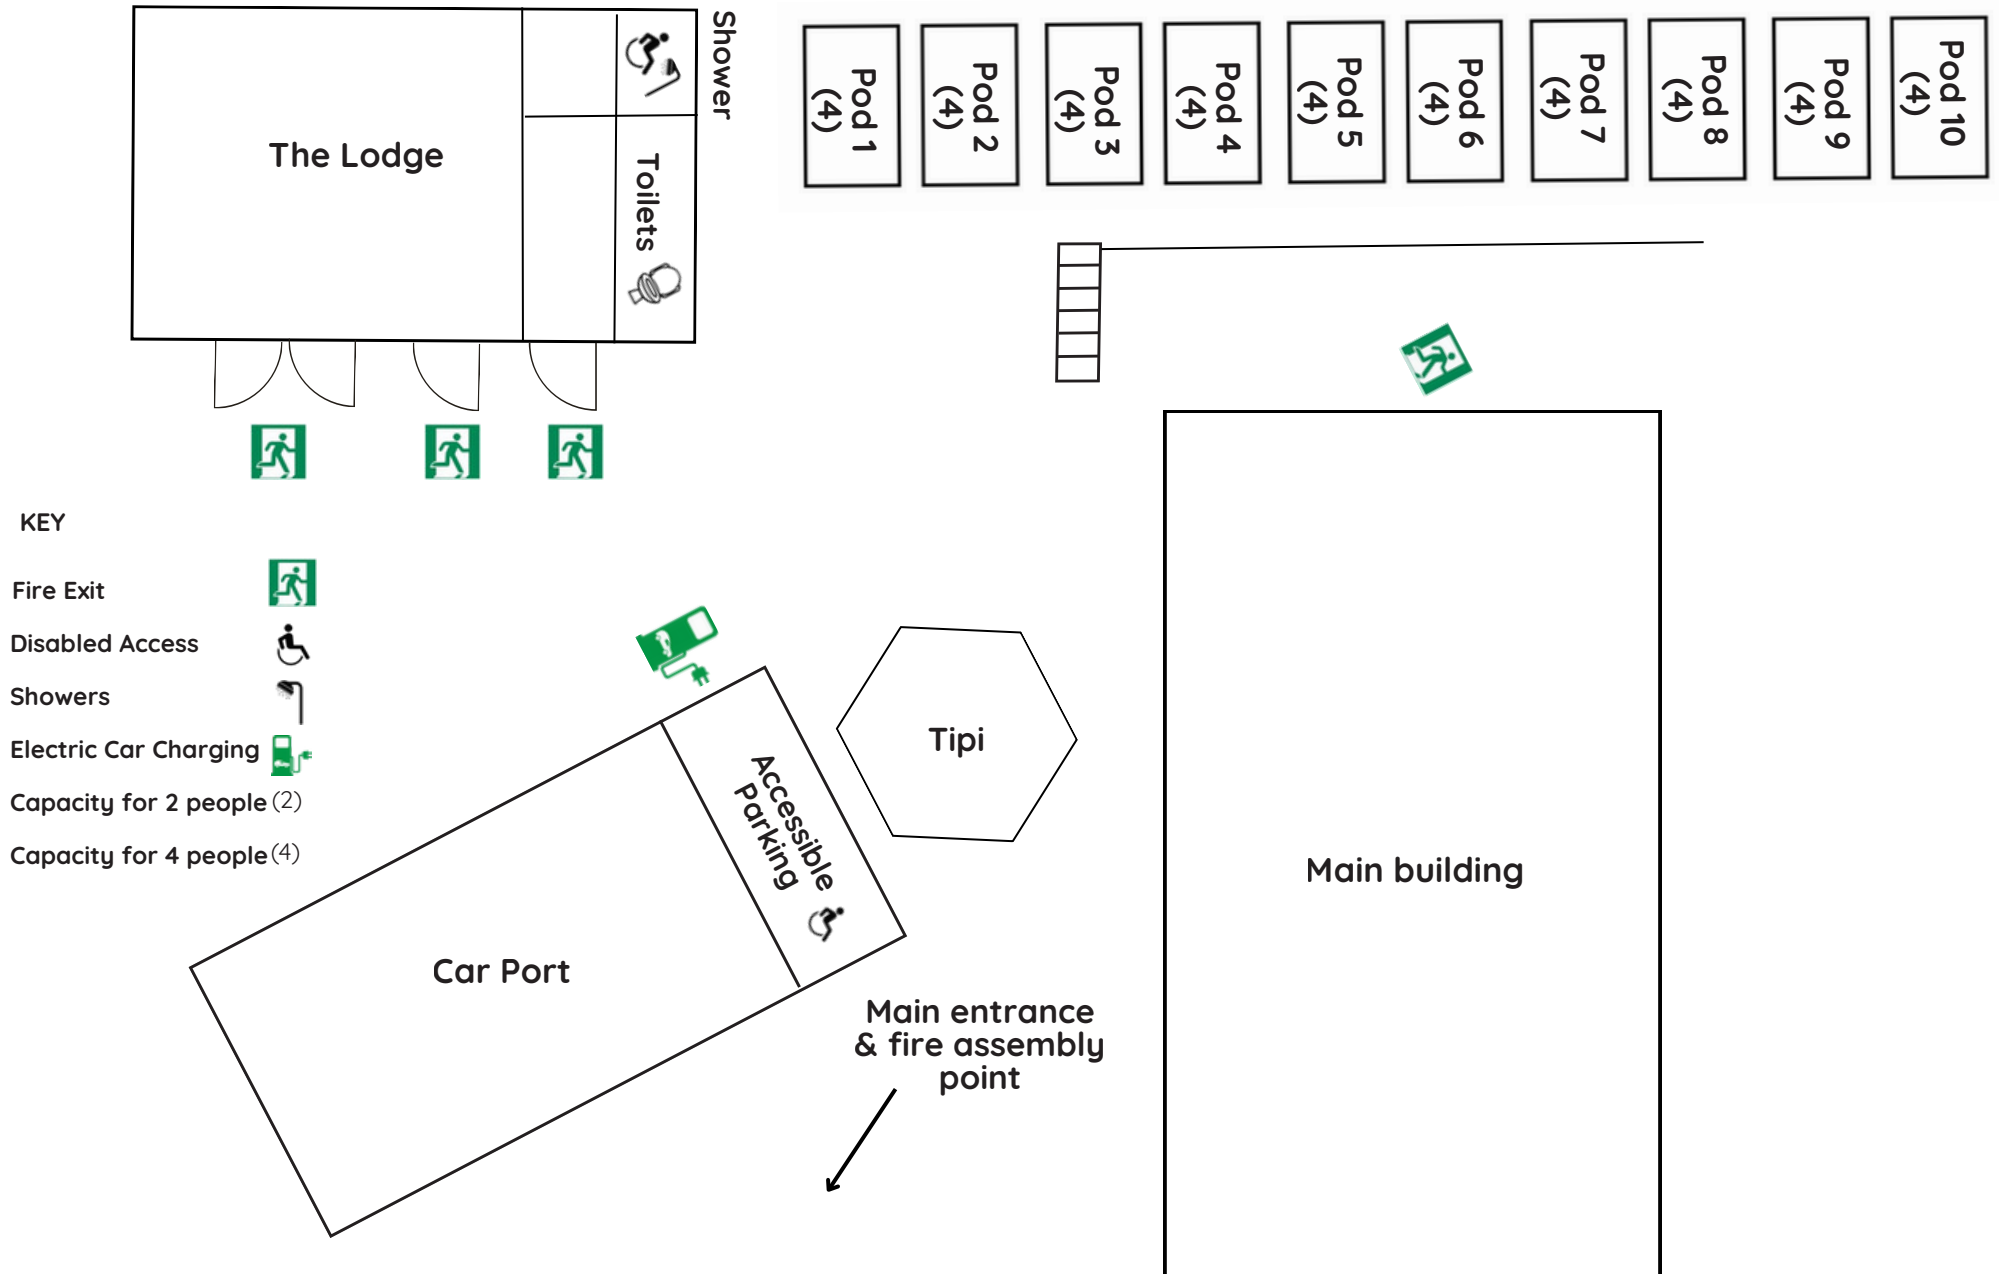 The Lodge
Shower
Toilets
Pod 1
(4)
Pod 2
(4)
Pod 3
(4)
Pod 4
(4)
Pod 5
(4)
Pod 6
(4)
Pod 7
(4)
Pod 8
(4)
Pod 9
(4)
Pod 10
(4)
KEY
Fire Exit
Disabled Access
Showers
Electric Car Charging
Capacity for 2 people (2)
Capacity for 4 people (4)
Accessible
Parking
Car Port
Tipi
Main building
Main entrance
& fire assembly
point